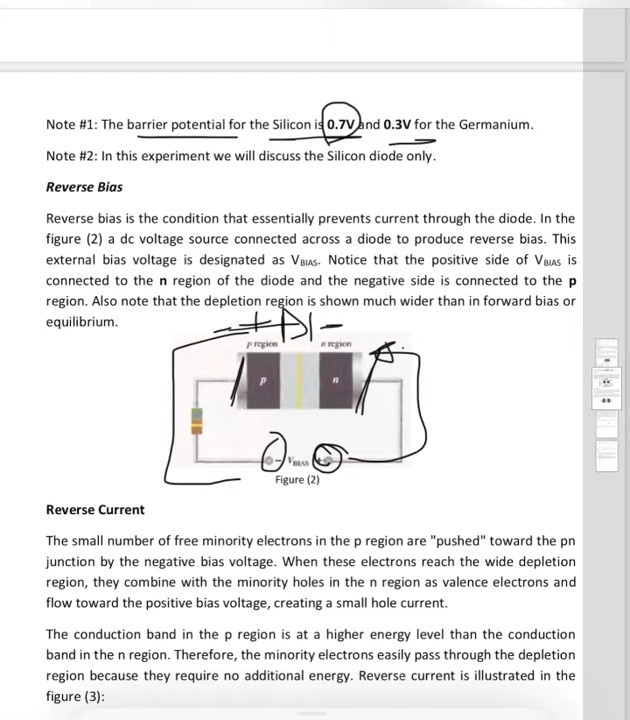 Note #1: The barrier potential for the Silicon is 0.7V and 0.3V for the Germanium.
Note #2: In this experiment we will discuss the Silicon diode only.
Reverse Bias
Reverse bias is the condition that essentially prevents current through the diode. In the
figure (2) a dc voltage source connected across a diode to produce reverse bias. This
external bias voltage is designated as VBIAS. Notice that the positive side of VBIAS is
connected to the n region of the diode and the negative side is connected to the p
region. Also note that the depletion region is shown much wider than in forward bias or
equilibrium.
+ -
p region n region
p n
- VBIAS +
Figure (2)
Reverse Current
The small number of free minority electrons in the p region are "pushed" toward the pn
junction by the negative bias voltage. When these electrons reach the wide depletion
region, they combine with the minority holes in the n region as valence electrons and
flow toward the positive bias voltage, creating a small hole current.
The conduction band in the p region is at a higher energy level than the conduction
band in the n region. Therefore, the minority electrons easily pass through the depletion
region because they require no additional energy. Reverse current is illustrated in the
figure (3):